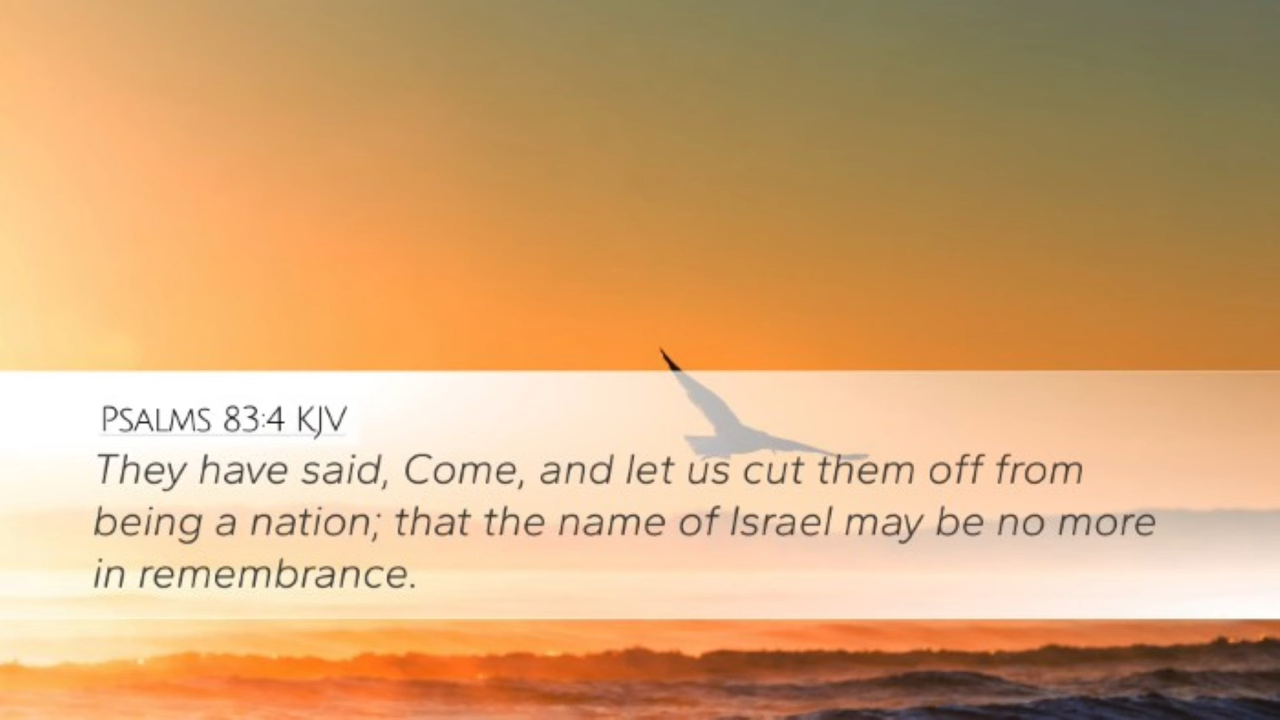 Psalms 83:4 KJV
They have said, Come, and let us cut them off from
being a nation; that the name of Israel may be no more
in remembrance.